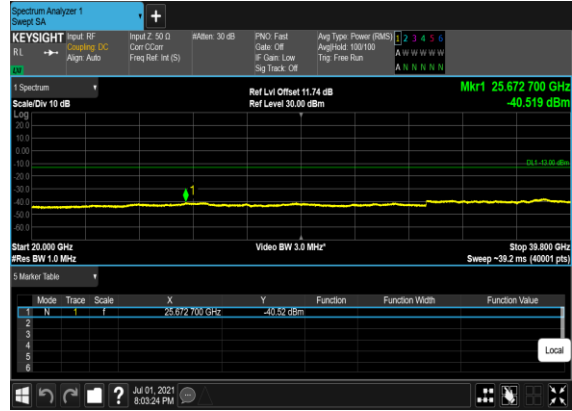 Spectrum Analyzer 1
Swept SA
+
KEYSIGHT Input: RF Input Z: 50 Ω #Atten: 30 dB PNO: Fast Avg Type: Power (RMS) 1 2 3 4 5 6
RL Coupling: DC Corr CCorr Gate: Off Avg|Hold: 100/100 A W W W W W
Align: Auto Freq Ref: Int (S) IF Gain: Low Trig: Free Run
Sig Track: Off A N N N N N
1 Spectrum Ref Lvl Offset 11.74 dB Mkr1 25.672 700 GHz
Scale/Div 10 dB Ref Level 30.00 dBm -40.519 dBm
Log
20.0
10.0
0.00
-10.0 DL1 -13.00 dBm
-20.0
-30.0
1
-40.0
-50.0
-60.0
Start 20.000 GHz Video BW 3.0 MHz* Stop 39.800 GHz
#Res BW 1.0 MHz Sweep ~39.2 ms (40001 pts)
5 Marker Table
Mode Trace Scale X Y Function Function Width Function Value
1 N 1 f 25.672 700 GHz -40.52 dBm
2
3
4
5
6
Local
? Jul 01, 2021
8:03:24 PM